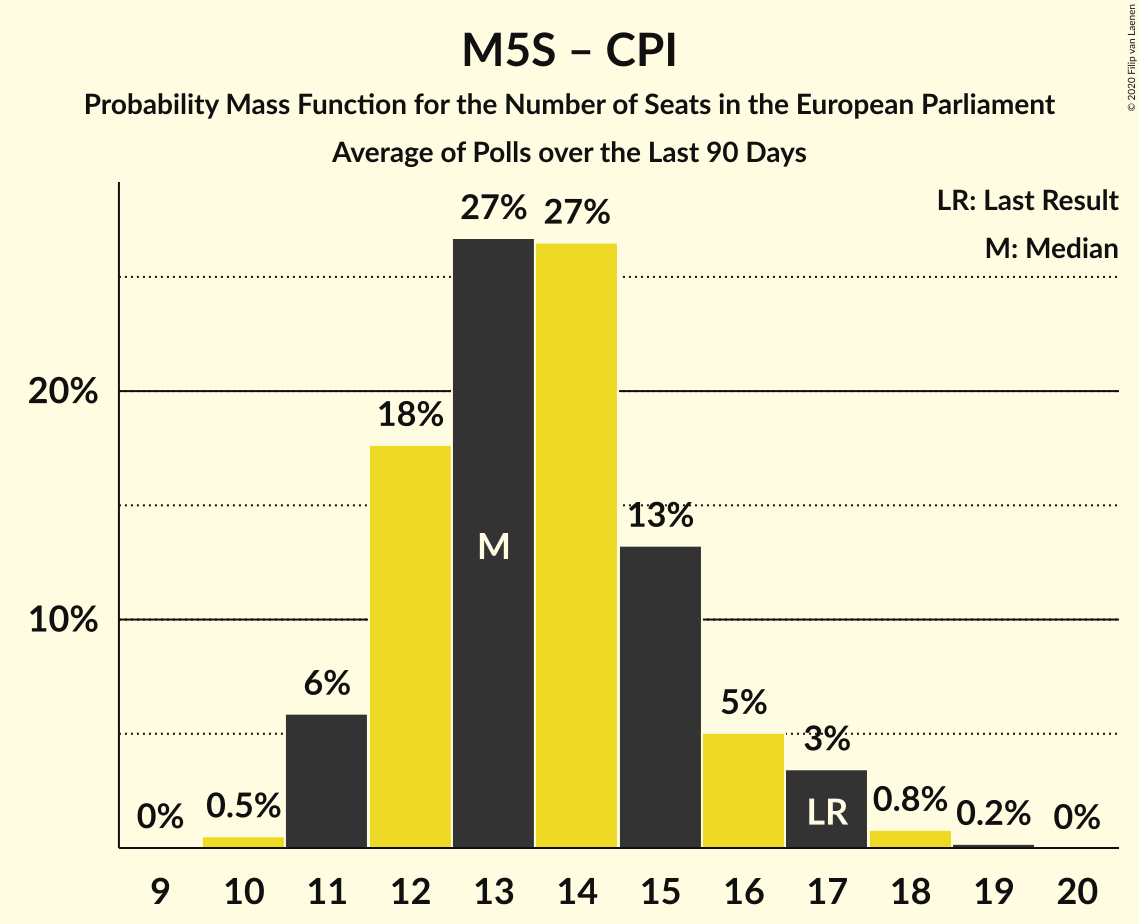 M5S – CPI
Probability Mass Function for the Number of Seats in the European Parliament
Average of Polls over the Last 90 Days
© 2020 Filip van Laenen
LR: Last Result
M: Median
27%
27%
20%
18%
13%
M
10%
6%
5%
3%
0%
0.5%
LR
0.8%
0.2%
0%
9 10 11 12 13 14 15 16 17 18 19 20